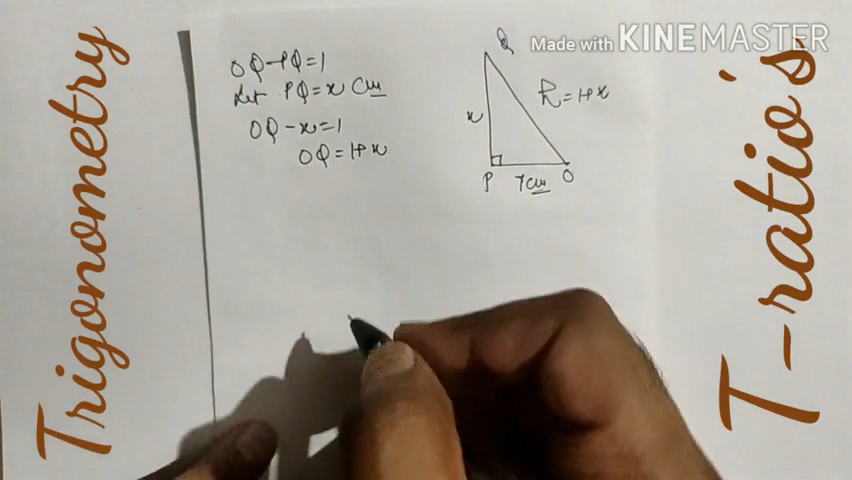 Trigonometry
OQ-PQ=1
Let PQ=x cm
OQ-x=1
OQ=1+x
Q
x
R=1+x
P
7cm
O
Made with KINEMASTER
T-ratio's